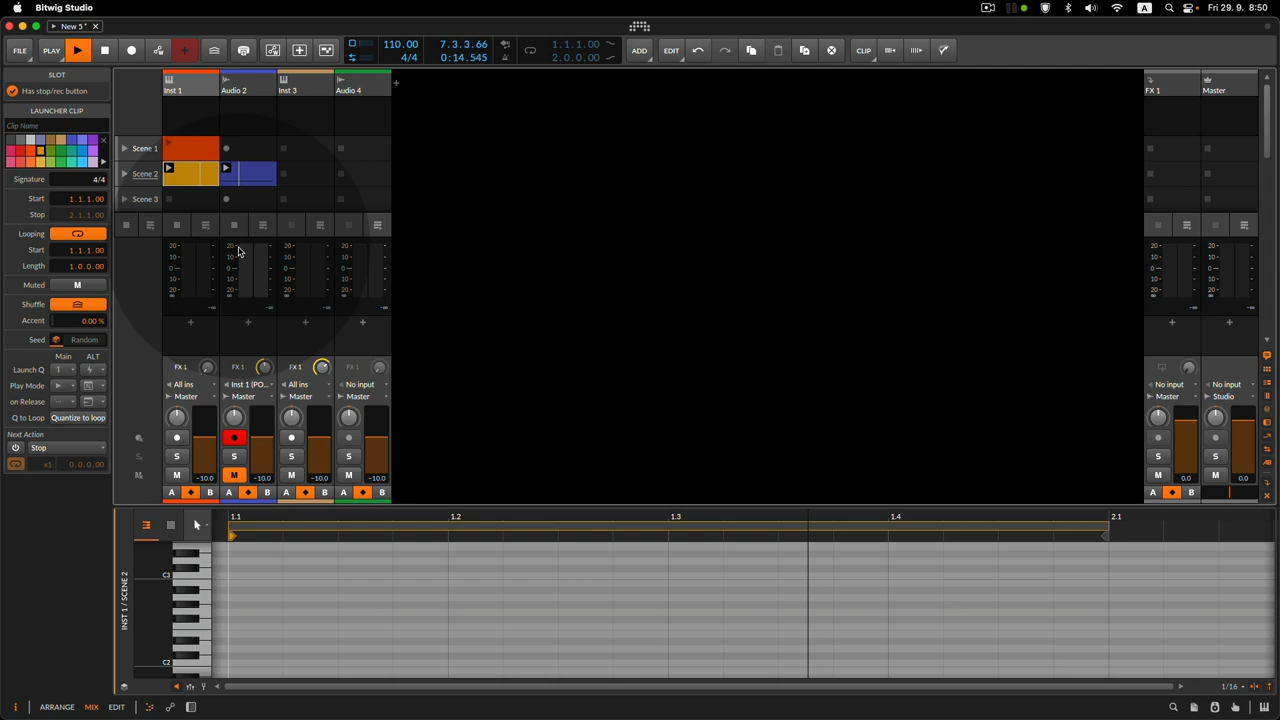 Bitwig Studio
A
Fri 29. 9. 8:50
New 5*
FILE
PLAY
110.00
4/4
7.3.3.66
0:14.545
1.1.1.00
2.0.0.00
ADD
EDIT
CLIP
SLOT
Has stop/rec button
LAUNCHER CLIP
Clip Name
Signature 4/4
Start 1.1.1.00
Stop 2.1.1.00
Looping
Start 1.1.1.00
Length 1.0.0.00
Muted M
Shuffle
Accent 0.00 %
Seed Random
Main ALT
Launch Q 1
Play Mode
on Release
Q to Loop Quantize to loop
Next Action
Stop
x1 0.0.0.00
Inst 1
Audio 2
Inst 3
Audio 4
+
FX 1
Master
Scene 1
Scene 2
Scene 3
20 20 20 20 20 20
10 10 10 10 10 10
0 0 0 0 0 0
10 10 10 10 10 10
20 20 20 20 20 20
-∞ -∞ -∞ -∞ -∞ -∞
+ + + + + +
FX 1 FX 1 FX 1 FX 1
All ins Inst 1 (PO... All ins No input No input No input
Master Master Master Master Master Studio
S S S S S S
M M M M M M
-10.0 -10.0 -10.0 -10.0 0.0 0.0
A B A B A B A B A B
1.1 1.2 1.3 1.4 2.1
C3
INST 1 / SCENE 2
C2
1/16
i ARRANGE MIX EDIT